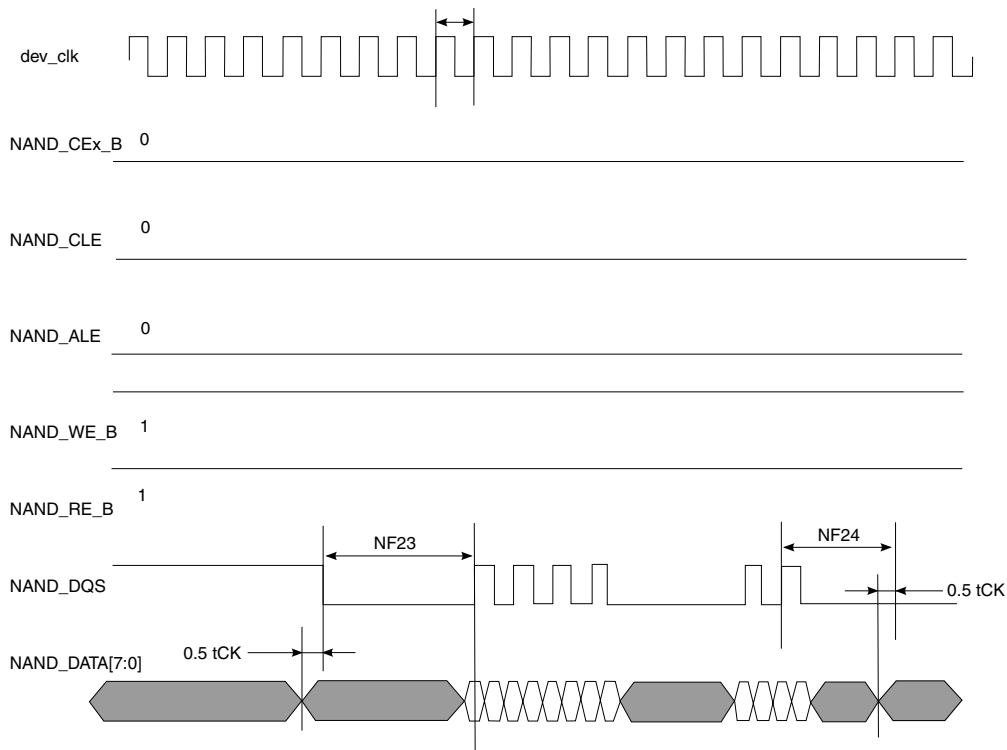 dev_clk
NAND_CEx_B 0
NAND_CLE 0
NAND_ALE 0
NAND_WE_B 1
NAND_RE_B 1
NF23
NF24
NAND_DQS
0.5 tCK
NAND_DATA[7:0]
0.5 tCK